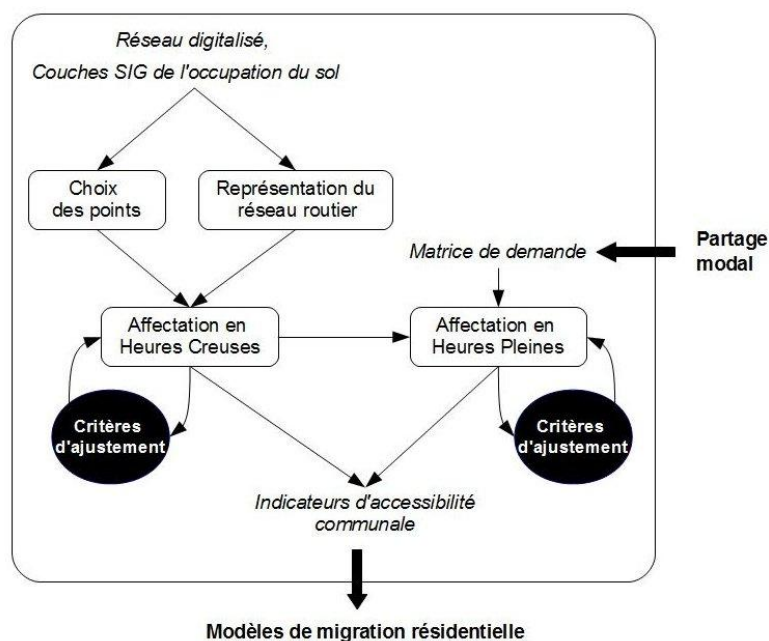 Réseau digitalisé,
Couches SIG de l'occupation du sol
Choix
des points
Représentation du
réseau routier
Matrice de demande
Partage
modal
Affectation en
Heures Creuses
Affectation en
Heures Pleines
Critères
d'ajustement
Critères
d'ajustement
Indicateurs d'accessibilité
communale
Modèles de migration résidentielle